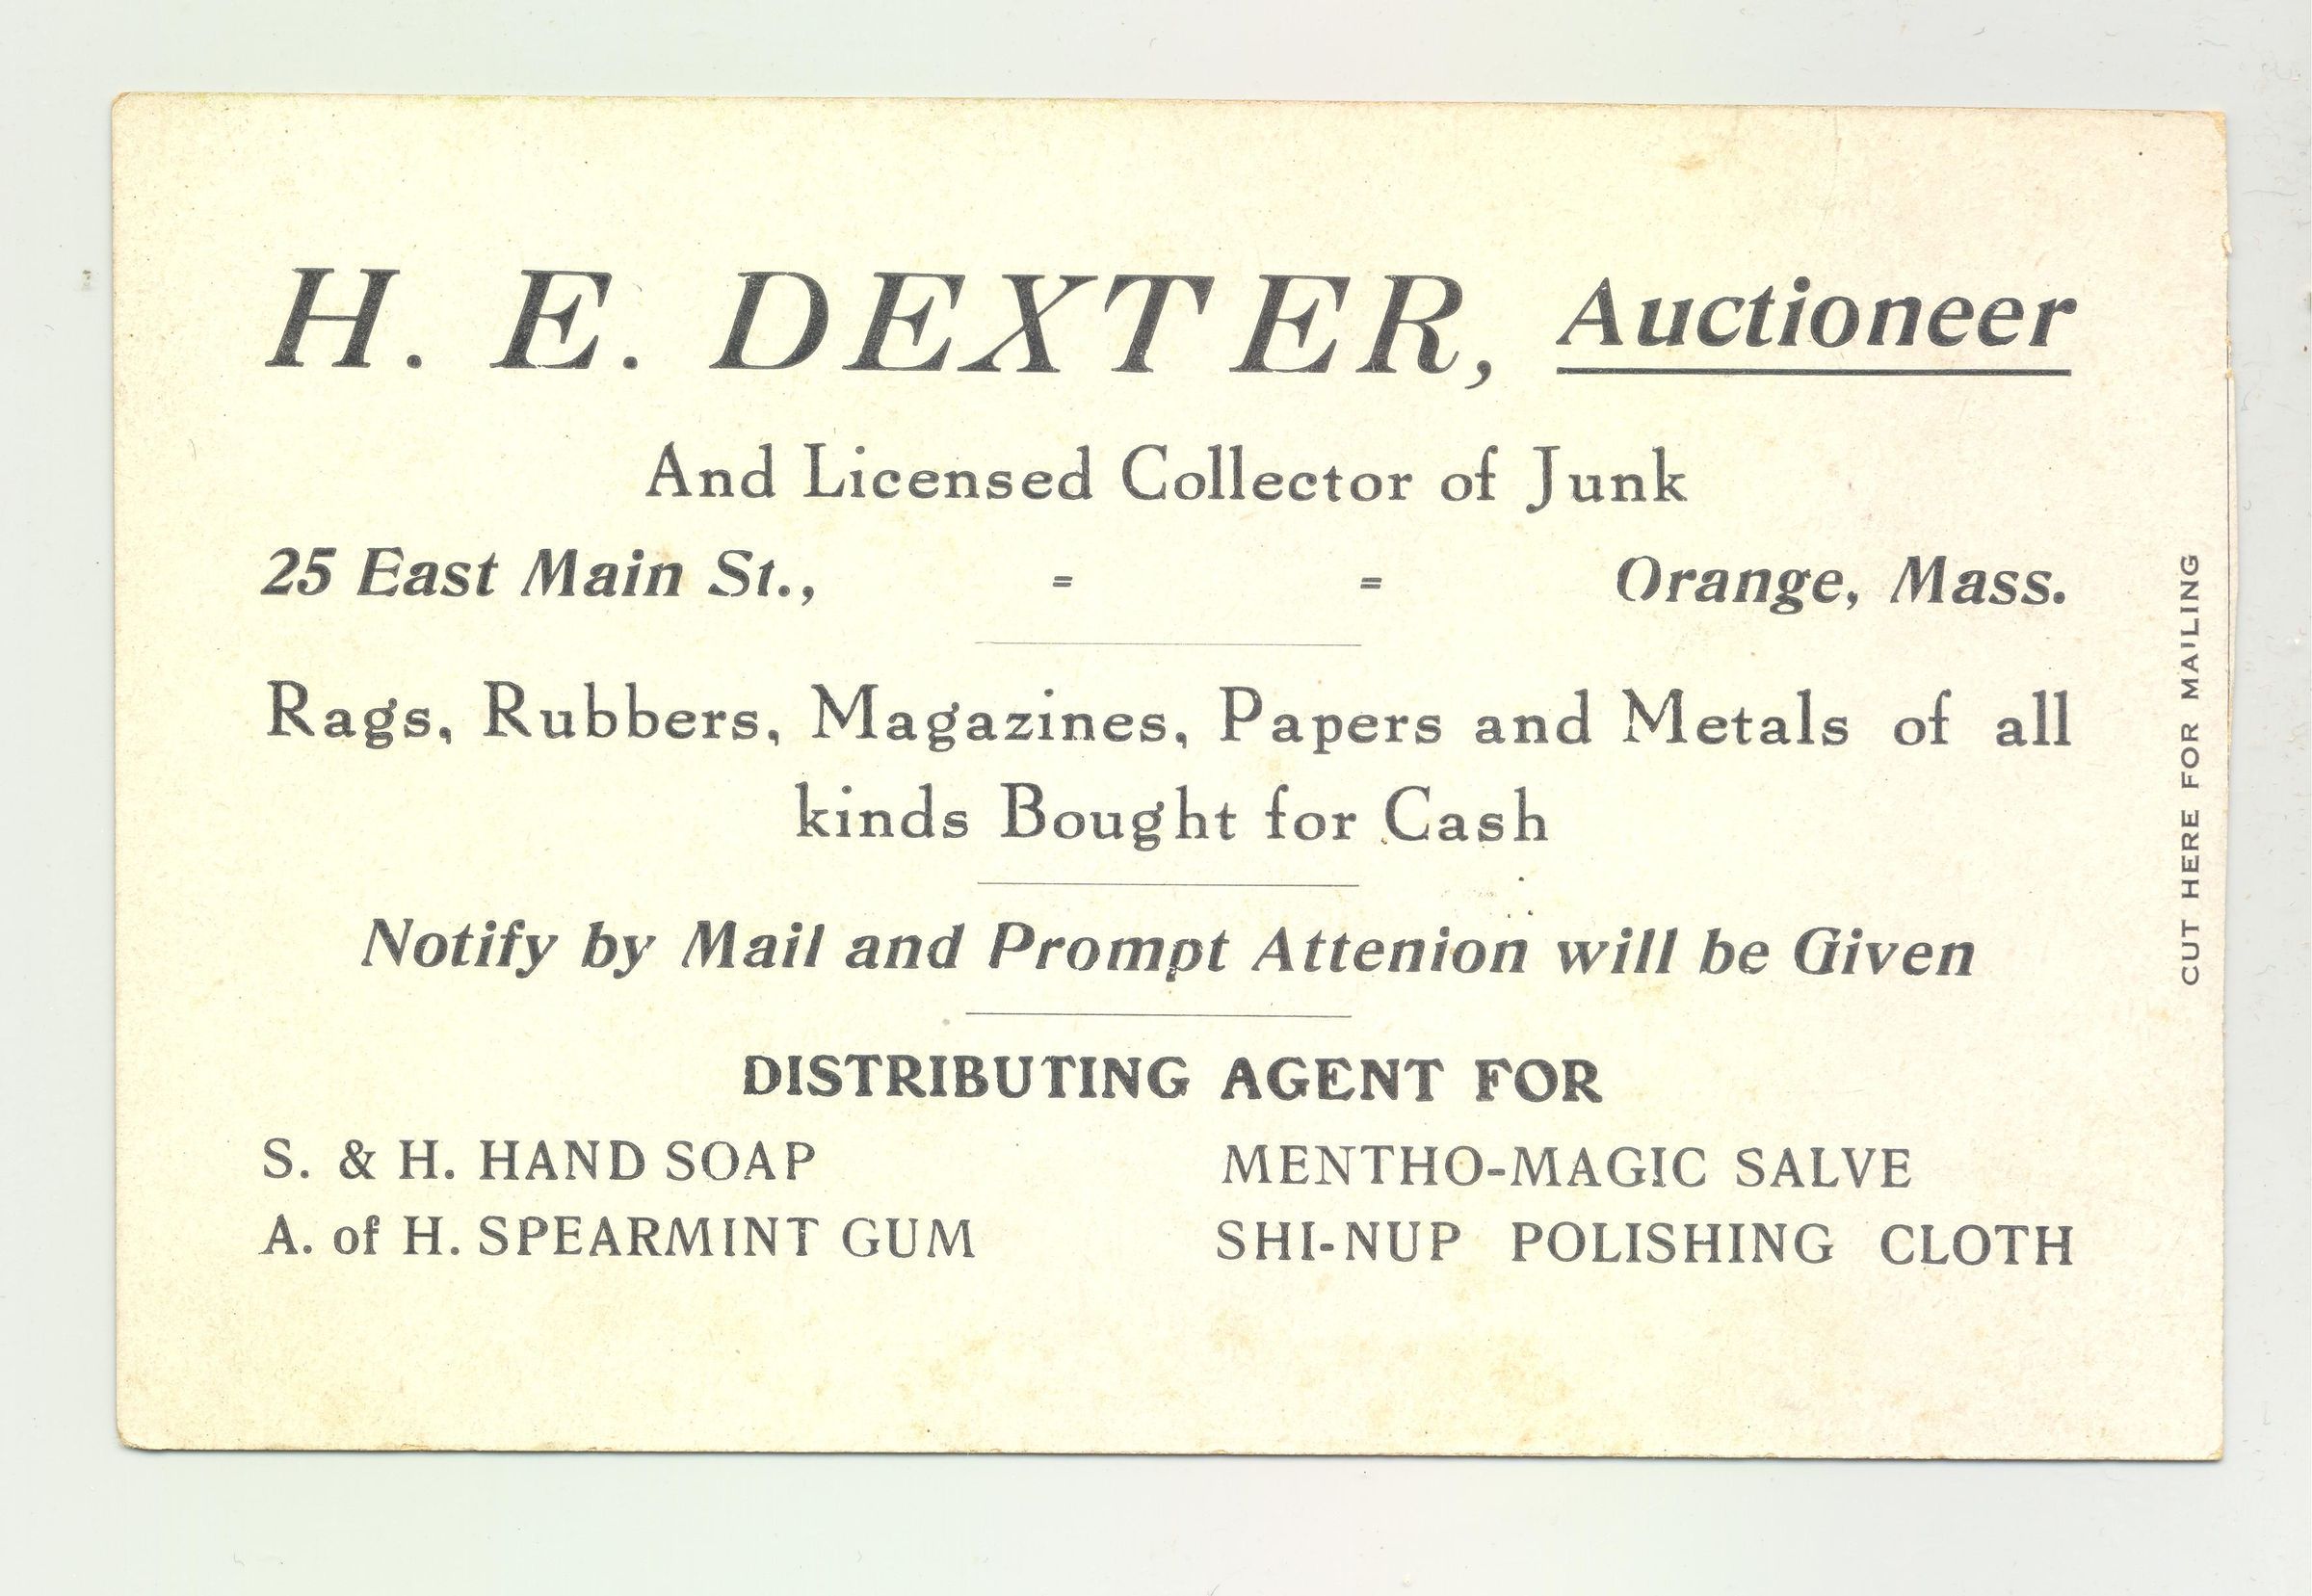 H. E. DEXTER, Auctioneer
And Licensed Collector of Junk
25 East Main St., = = Orange, Mass.
Rags, Rubbers, Magazines, Papers and Metals of all
kinds Bought for Cash
Notify by Mail and Prompt Attenion will be Given
DISTRIBUTING AGENT FOR
S. & H. HAND SOAP MENTHO-MAGIC SALVE
A. of H. SPEARMINT GUM SHI-NUP POLISHING CLOTH
CUT HERE FOR MAILING